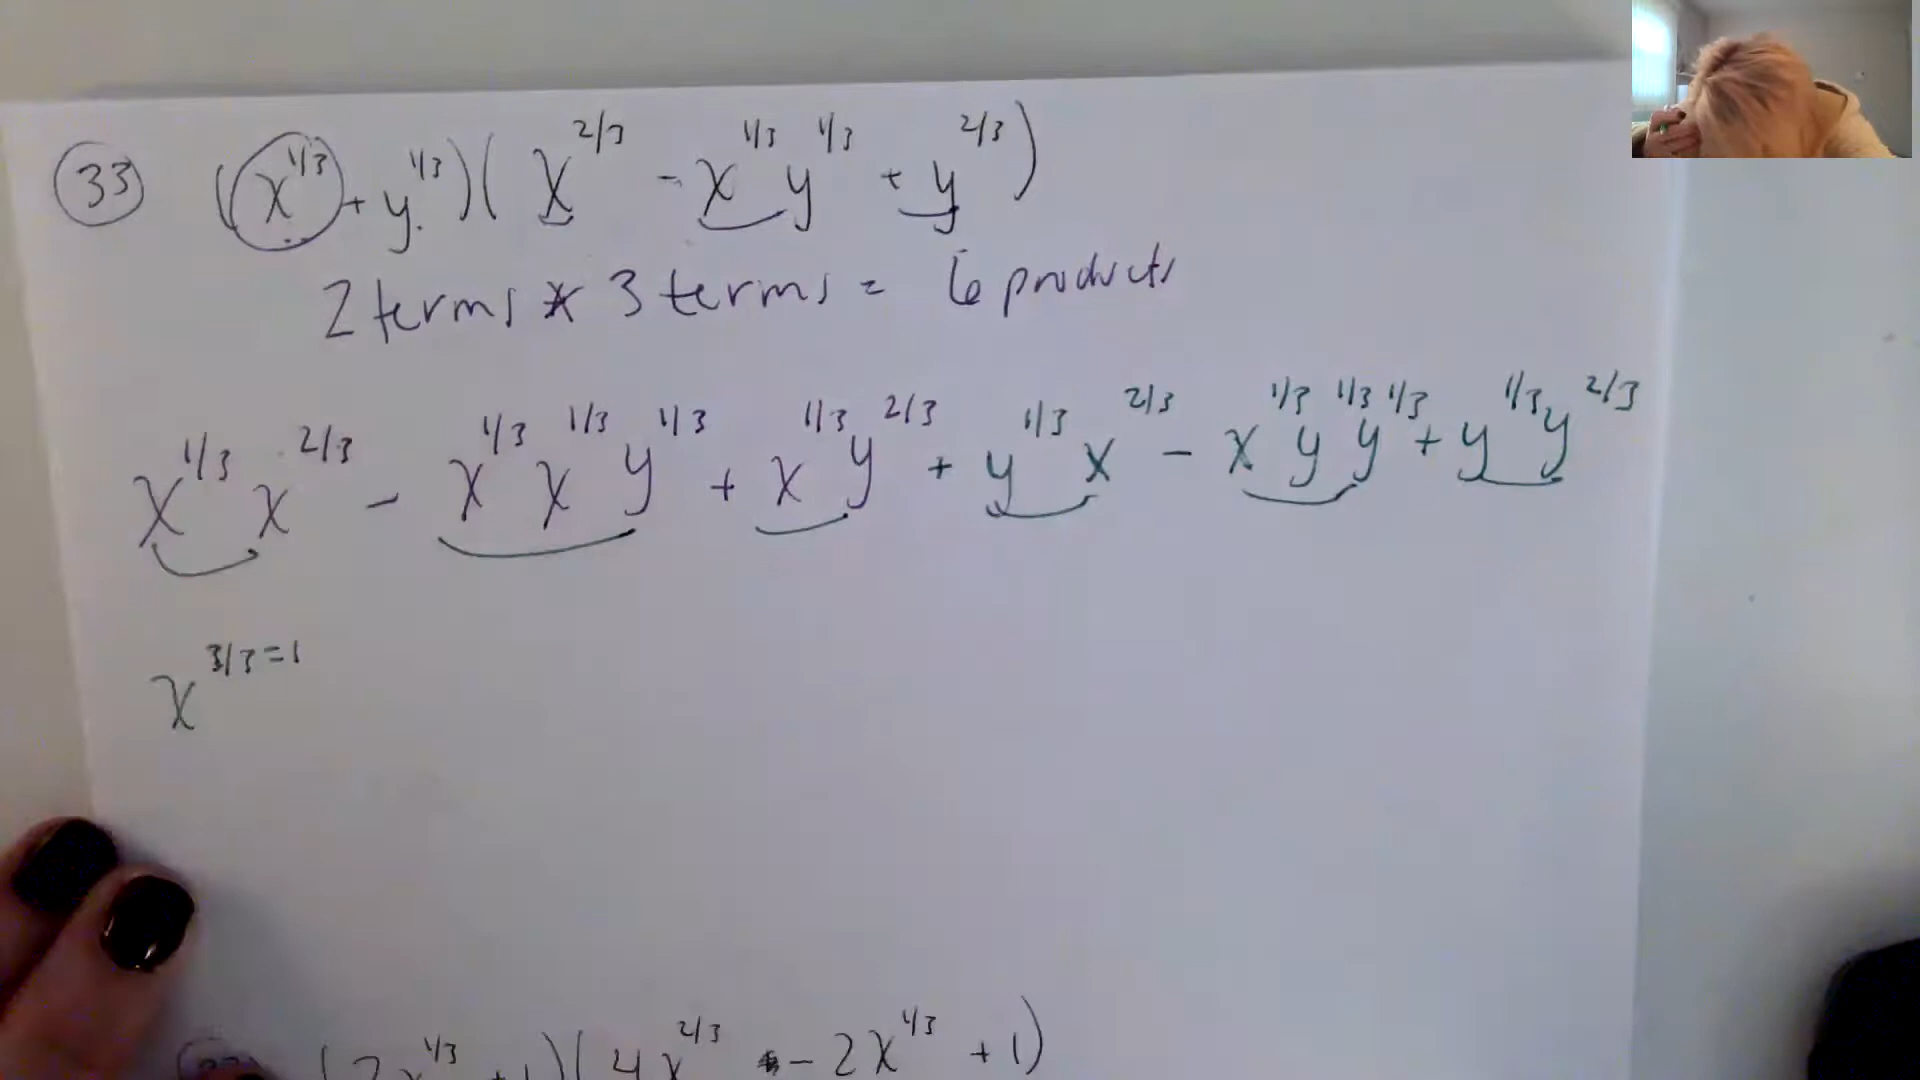 33 (x^1/3 + y^1/3)(x^2/3 - x^1/3 y^1/3 + y^2/3)
2 terms * 3 terms = 6 products
x^1/3 x^2/3 - x^1/3 x^1/3 y^1/3 + x^1/3 y^2/3 + y^1/3 x^2/3 - x^1/3 y^1/3 y^1/3 + y^1/3 y^2/3
x^3/3=1
(2x^1/3 + 1)(4x^2/3 - 2x^1/3 + 1)